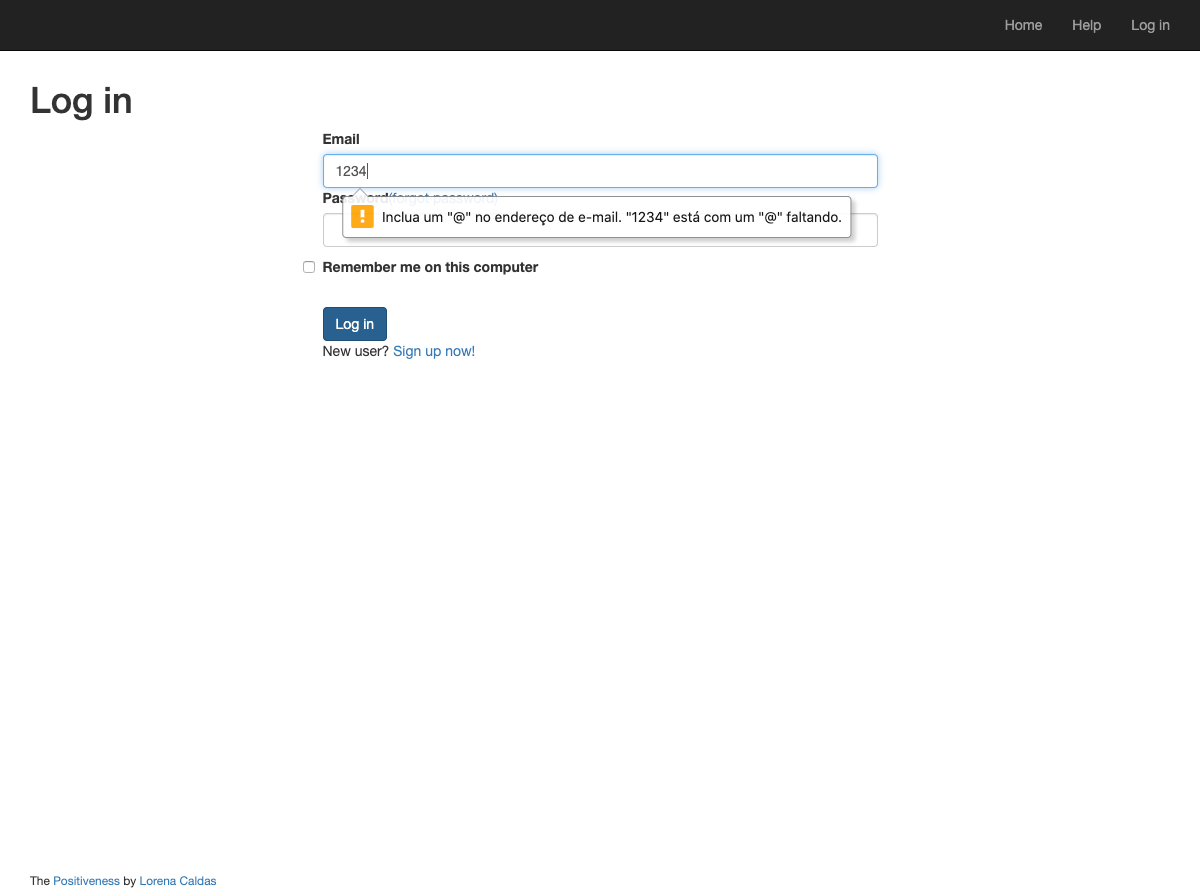 Home Help Log in
Log in
Email
1234
Password(forgot password)
Inclua um "@" no endereço de e-mail. "1234" está com um "@" faltando.
Remember me on this computer
Log in
New user? Sign up now!
The Positiveness by Lorena Caldas